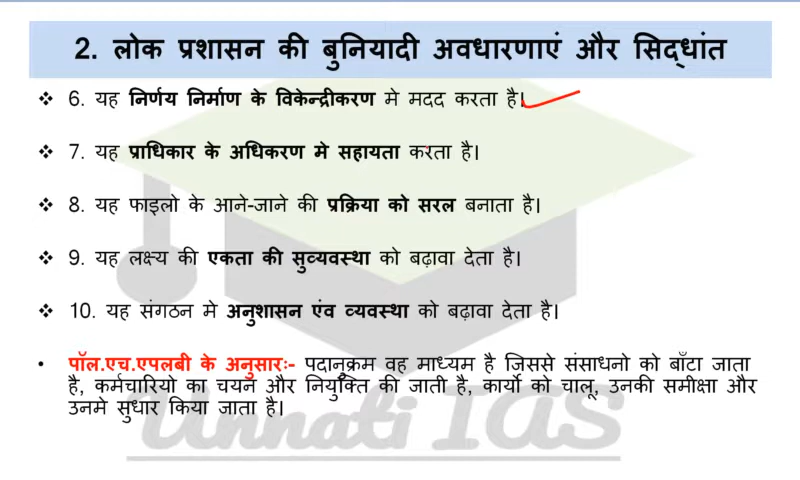 2. लोक प्रशासन की बुनियादी अवधारणाएं और सिद्धांत
❖ 6. यह निर्णय निर्माण के विकेन्द्रीकरण मे मदद करता है।
❖ 7. यह प्राधिकार के अधिकरण मे सहायता करता है।
❖ 8. यह फाइलो के आने-जाने की प्रक्रिया को सरल बनाता है।
❖ 9. यह लक्ष्य की एकता की सुव्यवस्था को बढ़ावा देता है।
❖ 10. यह संगठन मे अनुशासन एंव व्यवस्था को बढ़ावा देता है।
• पॉल.एच.एपलबी के अनुसारः- पदानुक्रम वह माध्यम है जिससे संसाधनो को बाँटा जाता
है, कर्मचारियो का चयन और नियुक्ति की जाती है, कार्यो को चालू, उनकी समीक्षा और
उनमे सुधार किया जाता है।
Unnati IAS